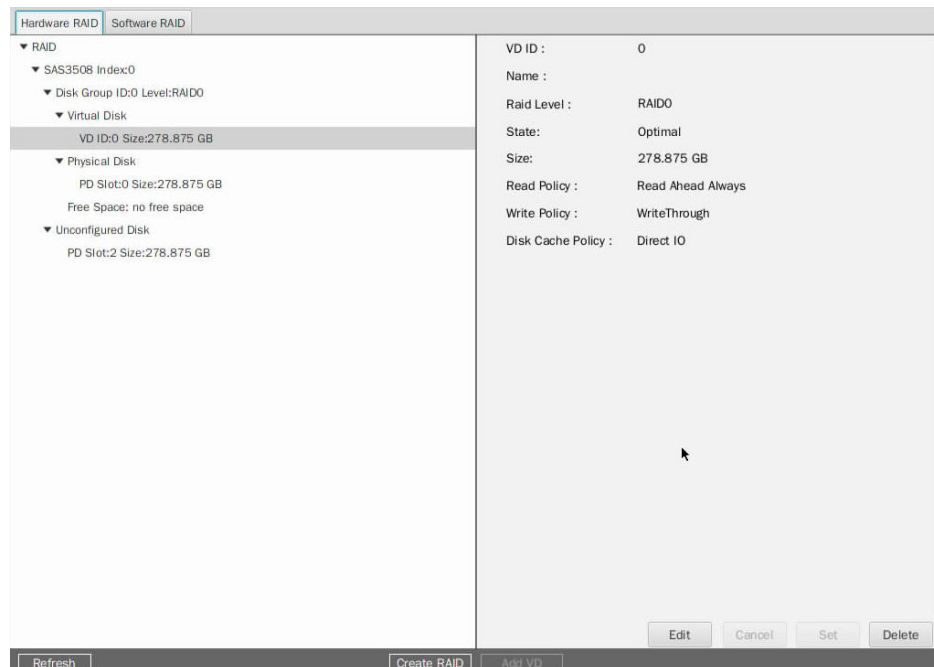 Hardware RAID Software RAID
RAID
SAS3508 Index:0
Disk Group ID:0 Level:RAID0
Virtual Disk
VD ID:0 Size:278.875 GB
Physical Disk
PD Slot:0 Size:278.875 GB
Free Space: no free space
Unconfigured Disk
PD Slot:2 Size:278.875 GB
VD ID : 0
Name :
Raid Level : RAID0
State: Optimal
Size: 278.875 GB
Read Policy : Read Ahead Always
Write Policy : WriteThrough
Disk Cache Policy : Direct IO
Edit Cancel Set Delete
Refresh Create RAID Add VD